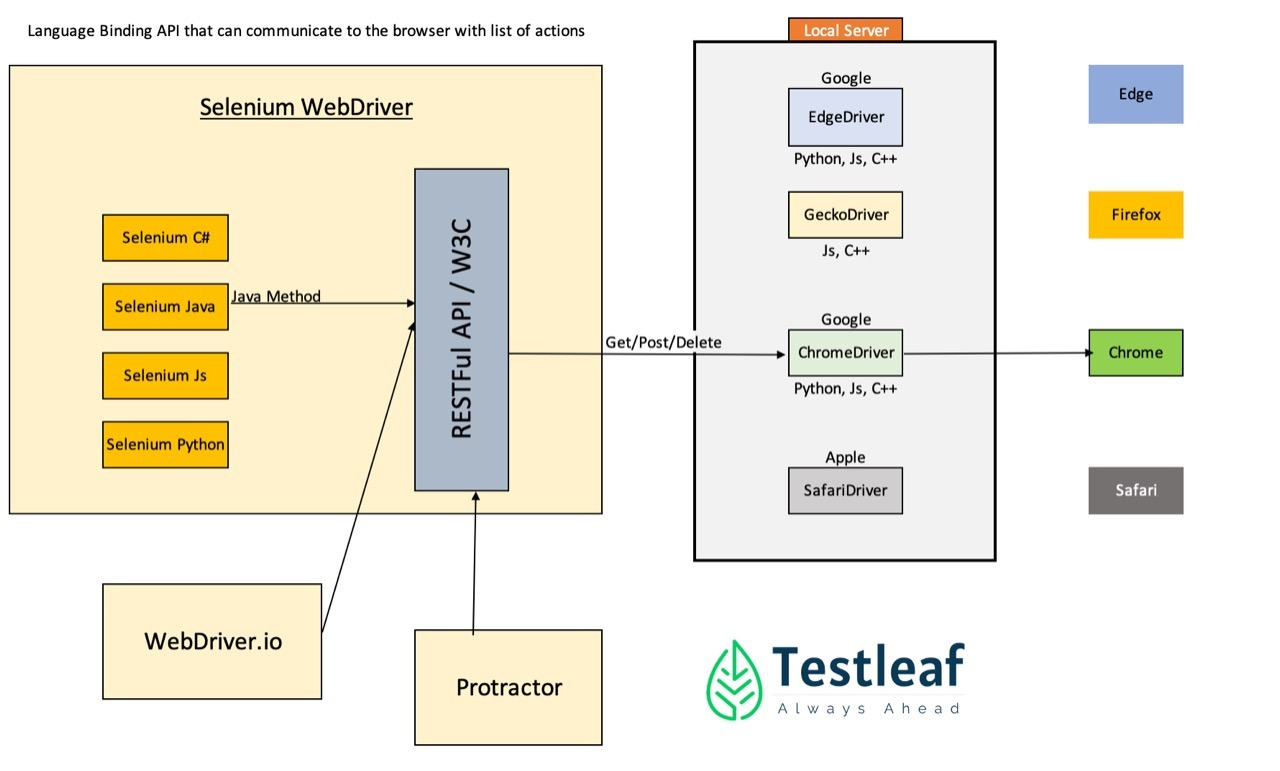 Language Binding API that can communicate to the browser with list of actions
Selenium WebDriver
Selenium C#
Selenium Java
Java Method
Selenium Js
Selenium Python
RESTFul API / W3C
WebDriver.io
Protractor
Get/Post/Delete
Local Server
Google
EdgeDriver
Python, Js, C++
GeckoDriver
Js, C++
Google
ChromeDriver
Python, Js, C++
Apple
SafariDriver
Edge
Firefox
Chrome
Safari
Testleaf
Always Ahead